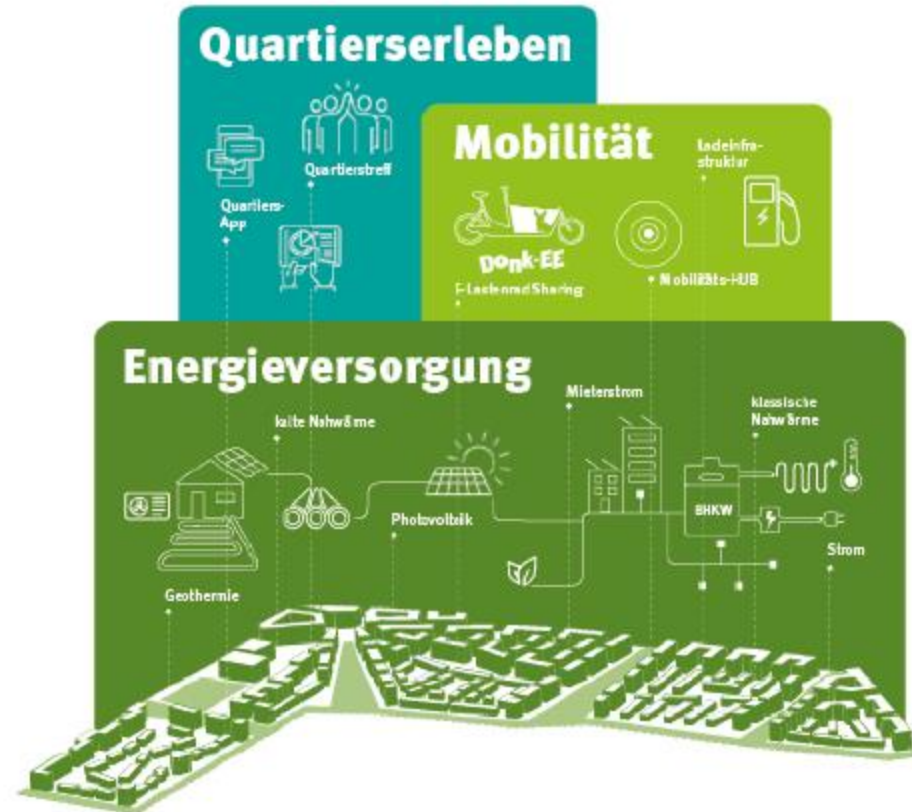 Quartierserleben
Quartierstreff
Quartiers-
App
Mobilität
Ladeinfra-
struktur
Donk-EE
E-Lastenrad Sharing
Mobilitäts-HUB
Energieversorgung
Mieterstrom
kalte Nahwärme
klassische
Nahwärme
Photovoltaik
BHKW
Strom
Geothermie